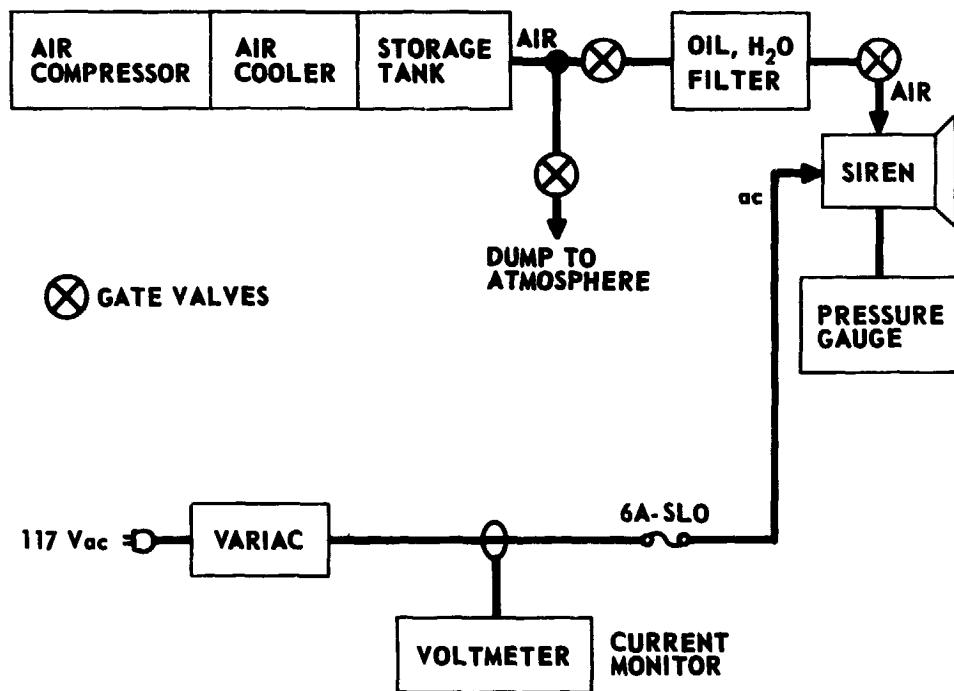 AIR
COMPRESSOR
AIR
COOLER
STORAGE
TANK
AIR
OIL, H₂O
FILTER
AIR
SIREN
ac
DUMP TO
ATMOSPHERE
GATE VALVES
PRESSURE
GAUGE
6A-SLO
117 Vac
VARIAC
VOLTMETER
CURRENT
MONITOR